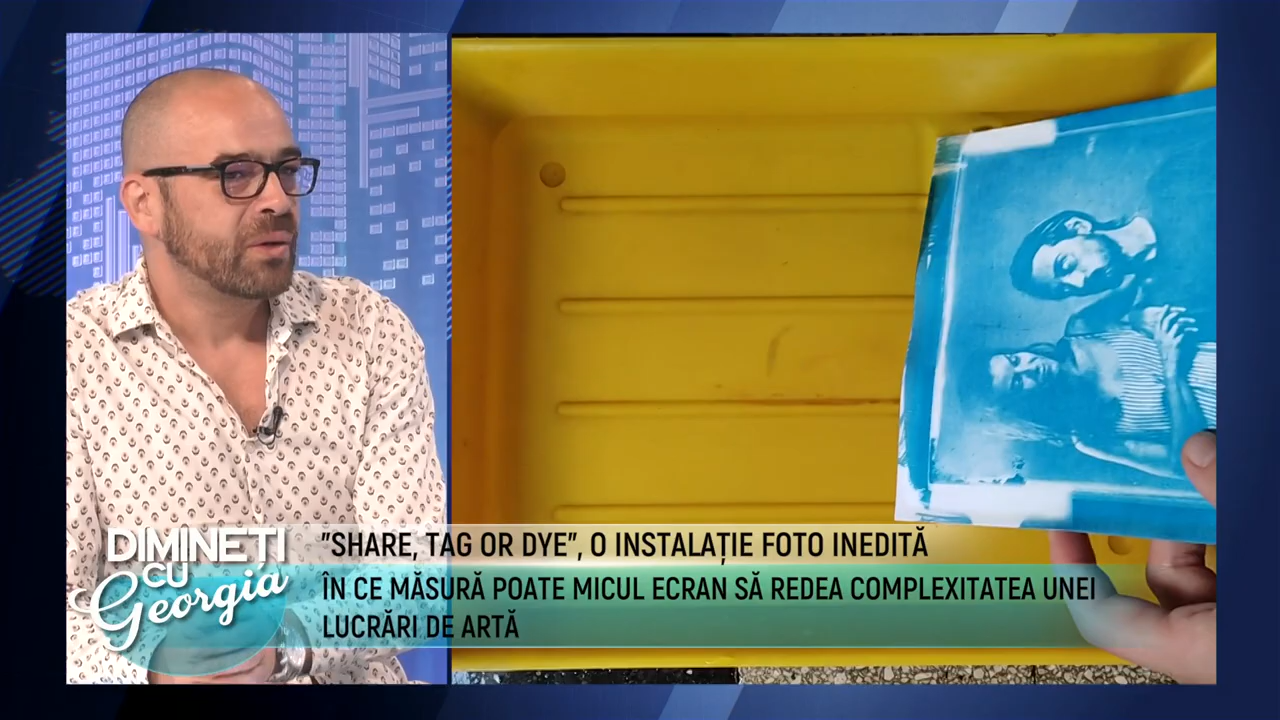 DIMINEȚI
CU
Georgia
”SHARE, TAG OR DYE”, O INSTALAȚIE FOTO INEDITĂ
ÎN CE MĂSURĂ POATE MICUL ECRAN SĂ REDEA COMPLEXITATEA UNEI
LUCRĂRI DE ARTĂ